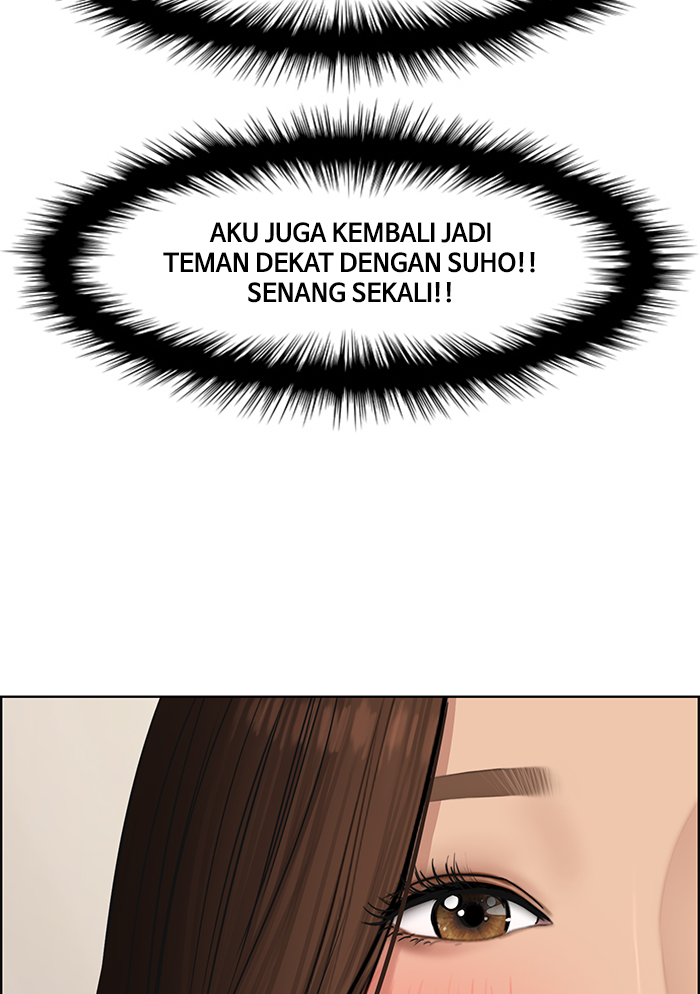 AKU JUGA KEMBALI JADI
TEMAN DEKAT DENGAN SUHO!!
SENANG SEKALI!!